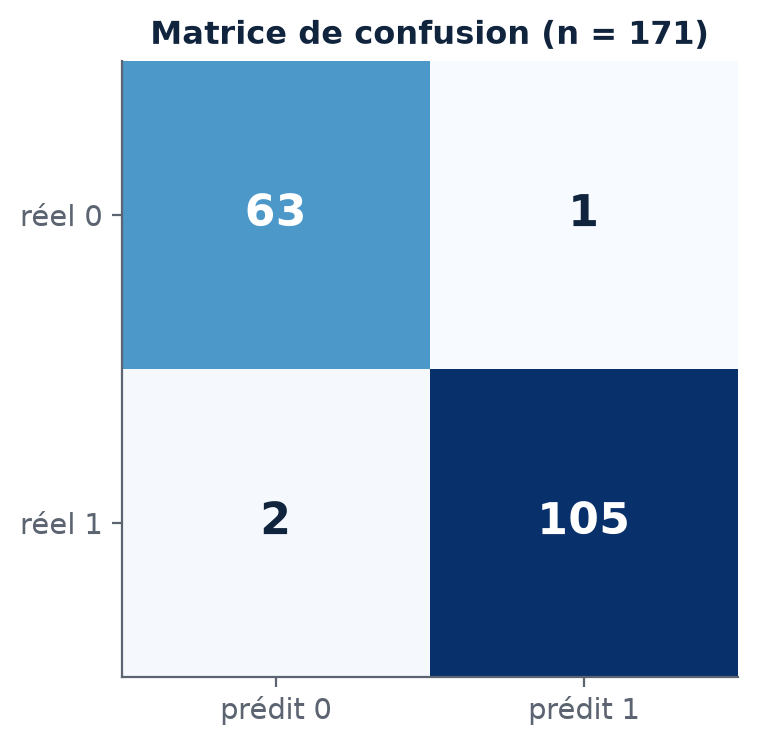 Matrice de confusion (n = 171)
réel 0
63
1
réel 1
2
105
prédit 0
prédit 1